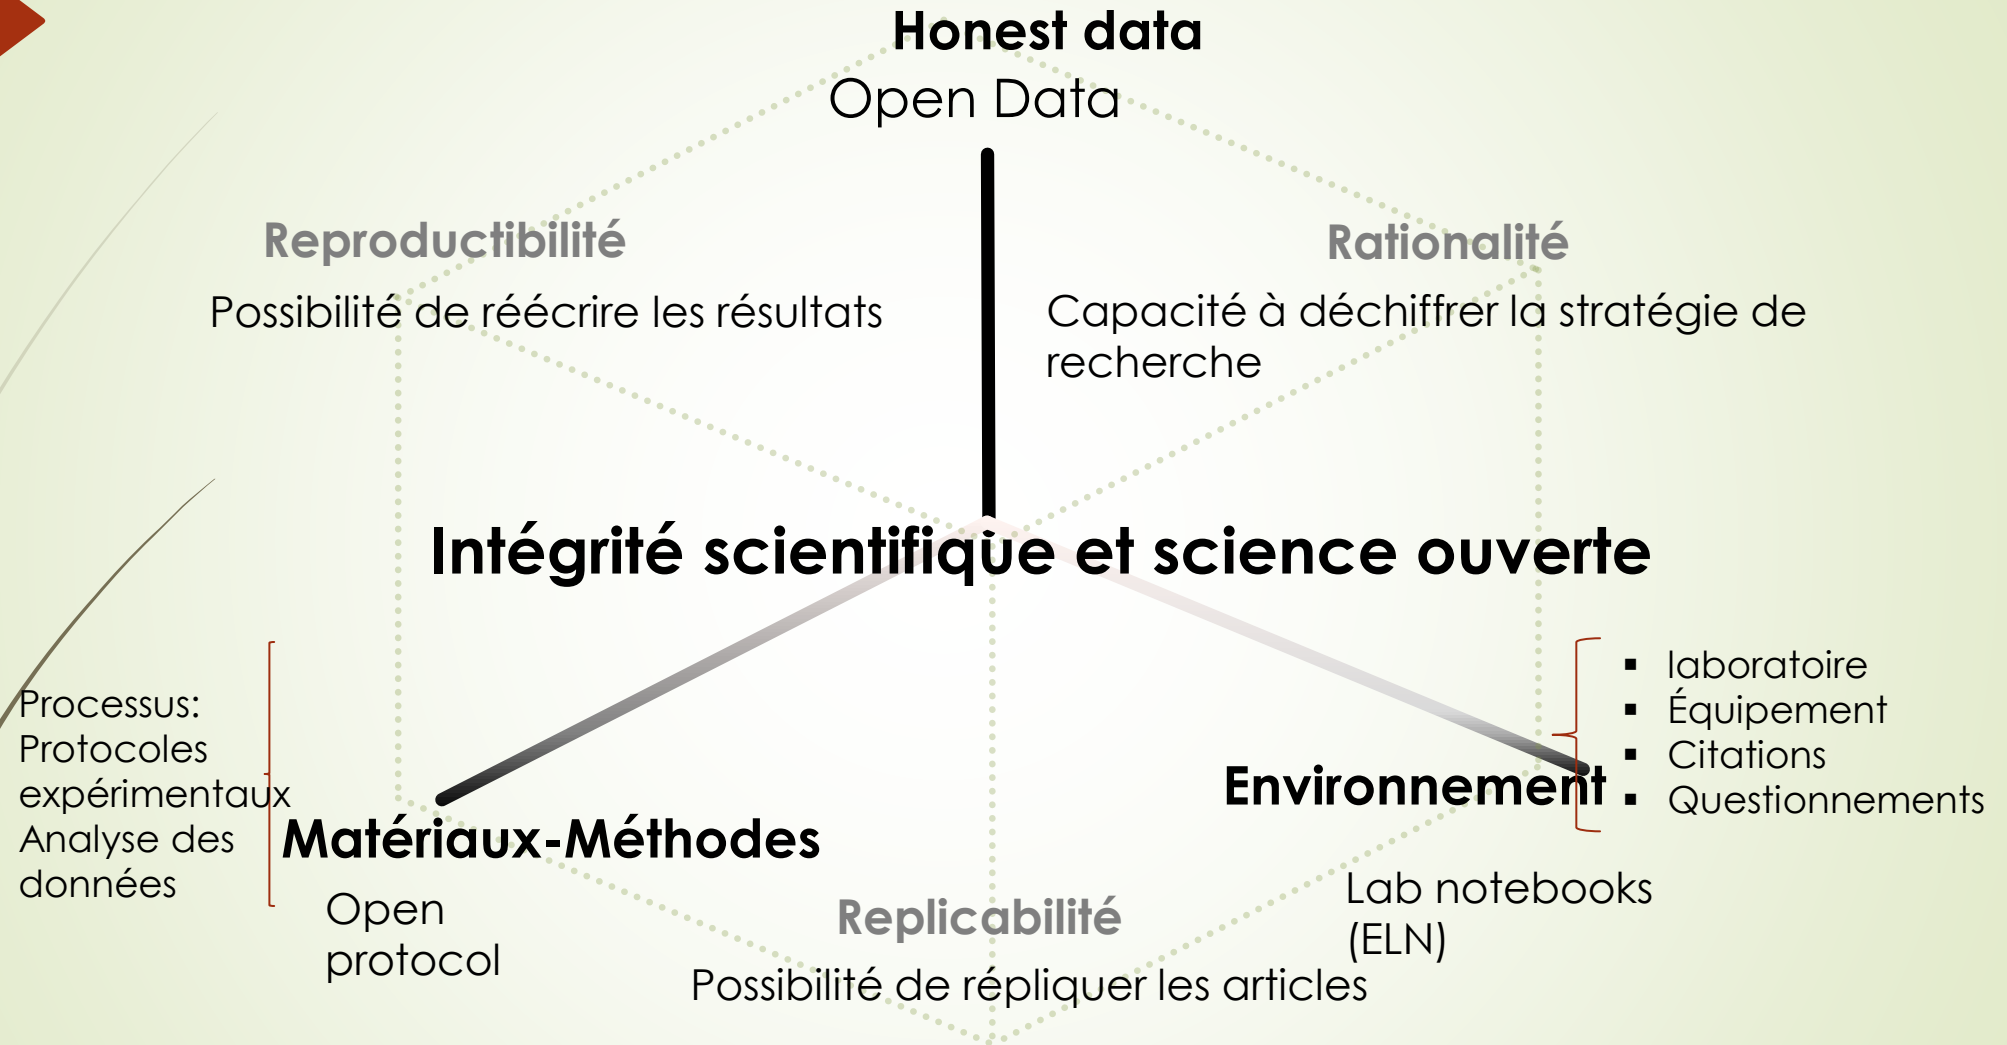 Honest data
Open Data
Reproductibilité
Possibilité de réécrire les résultats
Rationalité
Capacité à déchiffrer la stratégie de
recherche
Intégrité scientifique et science ouverte
Processus:
Protocoles
expérimentaux
Analyse des
données
Matériaux-Méthodes
Open
protocol
Environnement
▪ laboratoire
▪ Équipement
▪ Citations
▪ Questionnements
Lab notebooks
(ELN)
Replicabilité
Possibilité de répliquer les articles